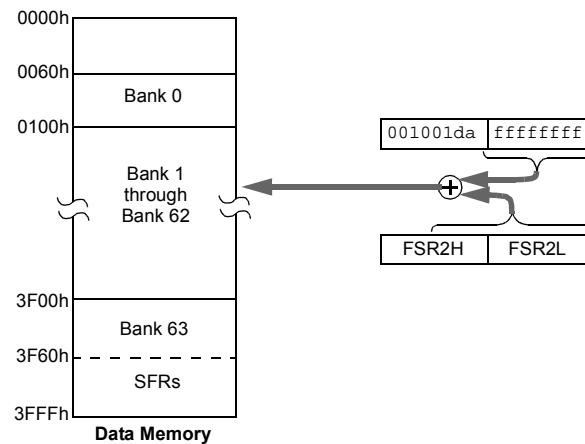 0000h
0060h
Bank 0
0100h
001001da ffffffff
Bank 1
through
Bank 62
+
FSR2H FSR2L
3F00h
Bank 63
3F60h
SFRs
3FFFh
Data Memory